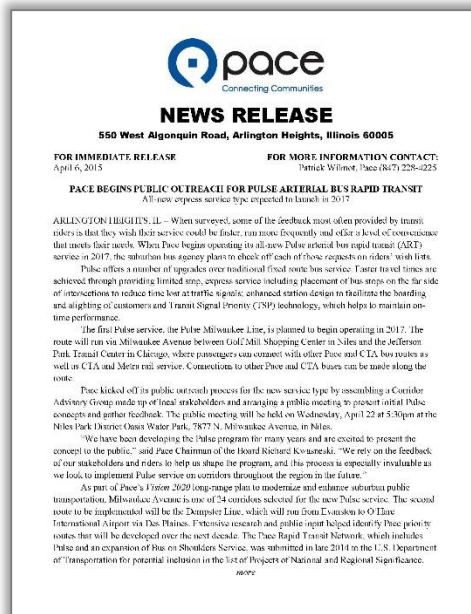 pace
Connecting Communities
NEWS RELEASE
550 West Algonquin Road, Arlington Heights, Illinois 60005
FOR IMMEDIATE RELEASE FOR MORE INFORMATION CONTACT:
April 6, 2015 Patrick Wilmot, Pace (847) 228-4225
PACE BEGINS PUBLIC OUTREACH FOR PULSE ARTERIAL BUS RAPID TRANSIT
All-new express service type expected to launch in 2017
ARLINGTON HEIGHTS, IL – When surveyed, some of the feedback most often provided by transit
riders is that they wish their service could be faster, run more frequently and offer a level of convenience
that meets their needs. When Pace begins operating its all-new Pulse arterial bus rapid transit (ART)
service in 2017, the suburban bus agency plans to check off each of those requests on riders' wish lists.
Pulse offers a number of upgrades over traditional fixed route bus service. Faster travel times are
achieved through providing limited stop, express service including placement of bus stops on the far side
of intersections to reduce time lost at traffic signals; enhanced station design to facilitate the boarding
and alighting of customers and Transit Signal Priority (TSP) technology, which helps to maintain on-
time performance.
The first Pulse service, the Pulse Milwaukee Line, is planned to begin operating in 2017. The
route will run via Milwaukee Avenue between Golf Mill Shopping Center in Niles and the Jefferson
Park Transit Center in Chicago, where passengers can connect with other Pace and CTA bus routes as
well as CTA and Metra rail service. Connections to other Pace and CTA buses can be made along the
route.
Pace kicked off its public outreach process for the new service type by assembling a Corridor
Advisory Group made up of local stakeholders and arranging a public meeting to present initial Pulse
concepts and gather feedback. The public meeting will be held on Wednesday, April 22 at 5:30pm at the
Niles Park District Oasis Water Park, 7877 N. Milwaukee Avenue, in Niles.
"We have been developing the Pulse program for many years and are excited to present the
concept to the public," said Pace Chairman of the Board Richard Kwasneski. "We rely on the feedback
of our stakeholders and riders to help us shape the program, and this process is especially invaluable as
we look to implement Pulse service on corridors throughout the region in the future."
As part of Pace's Vision 2020 long-range plan to modernize and enhance suburban public
transportation, Milwaukee Avenue is one of 24 corridors selected for the new Pulse service. The second
route to be implemented will be the Dempster Line, which will run from Evanston to O'Hare
International Airport via Des Plaines. Extensive research and public input helped identify Pace priority
routes that will be developed over the next decade. The Pace Rapid Transit Network, which includes
Pulse and an expansion of Bus on Shoulders Service, was submitted in late 2014 to the U.S. Department
of Transportation for potential inclusion in the list of Projects of National and Regional Significance.
more